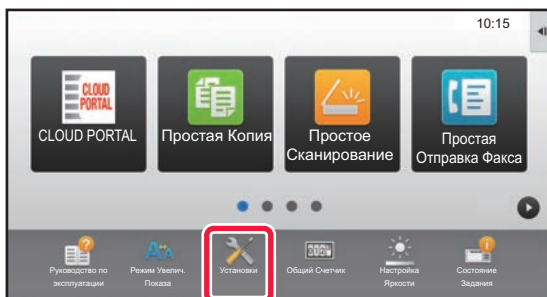 10:15
CLOUD
PORTAL
CLOUD PORTAL
Простая Копия
Простое
Сканирование
Простая
Отправка Факса
Руководство по
эксплуатации
Режим Увелич.
Показа
Установки
Общий Счетчик
Настройка
Яркости
Состояние
Задания